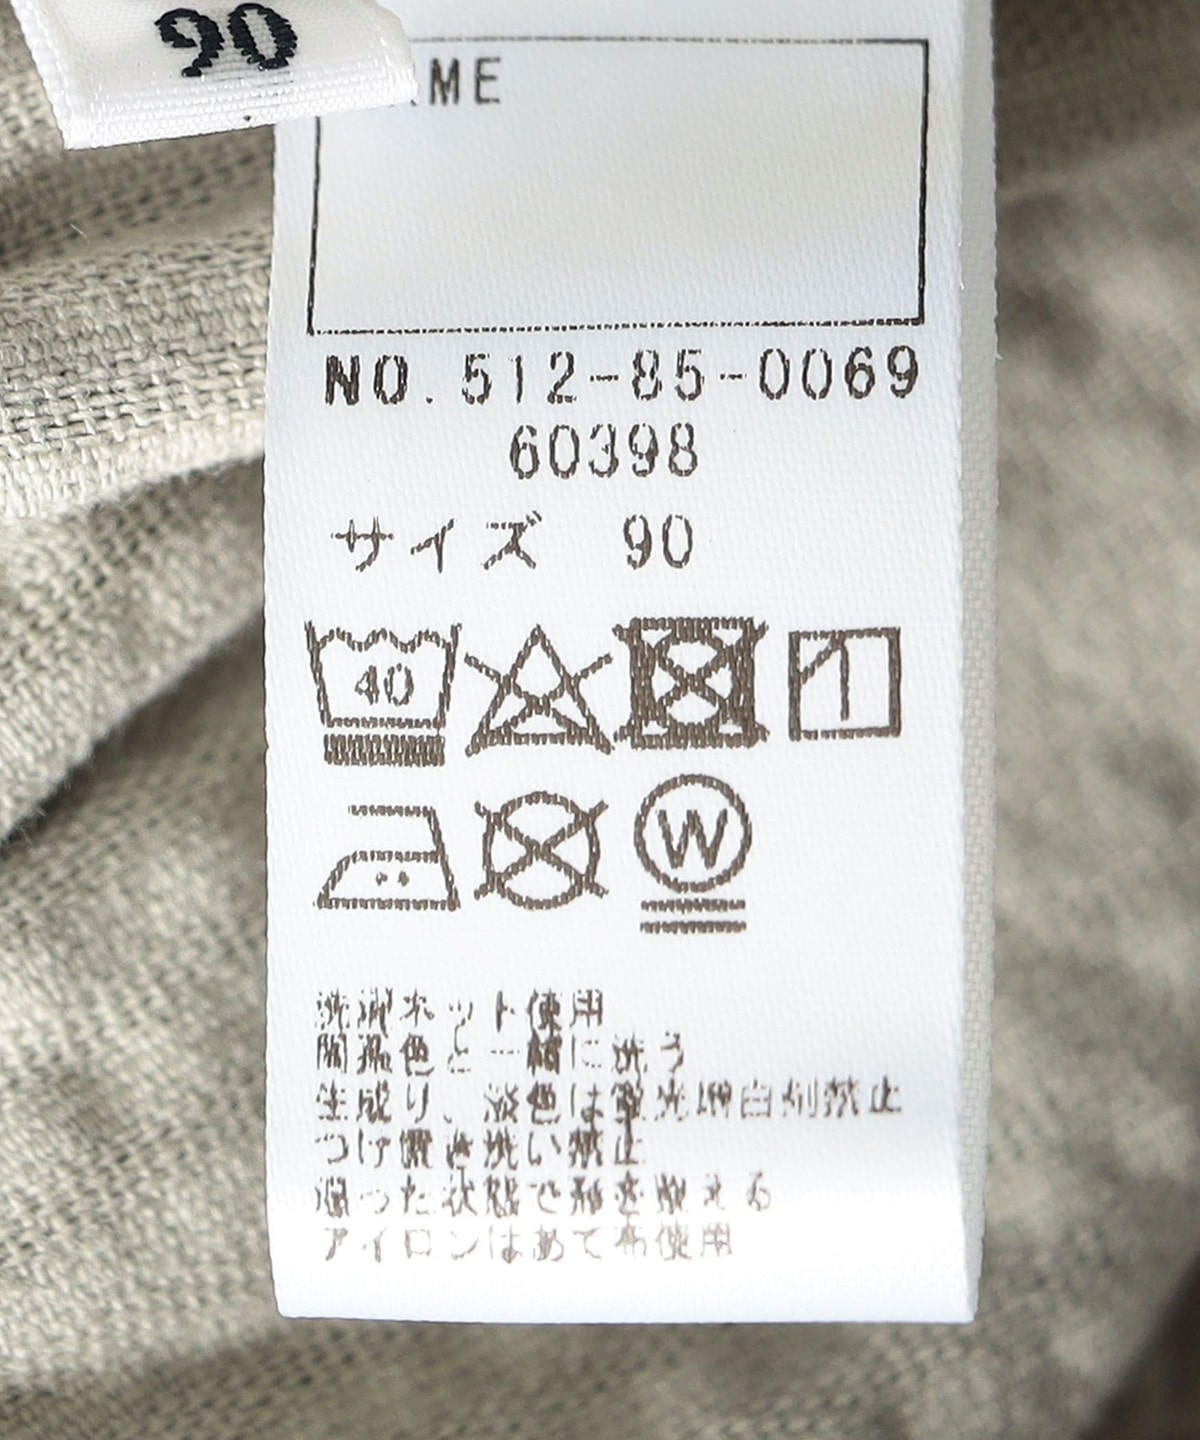 90
NAME
NO. 512-85-0069
60398
サイズ 90
40
W
洗濯ネット使用
同系色と一緒に洗う
生成り、淡色は蛍光増白剤禁止
つけ置き洗い禁止
湿った状態で形を整える
アイロンはあて布使用